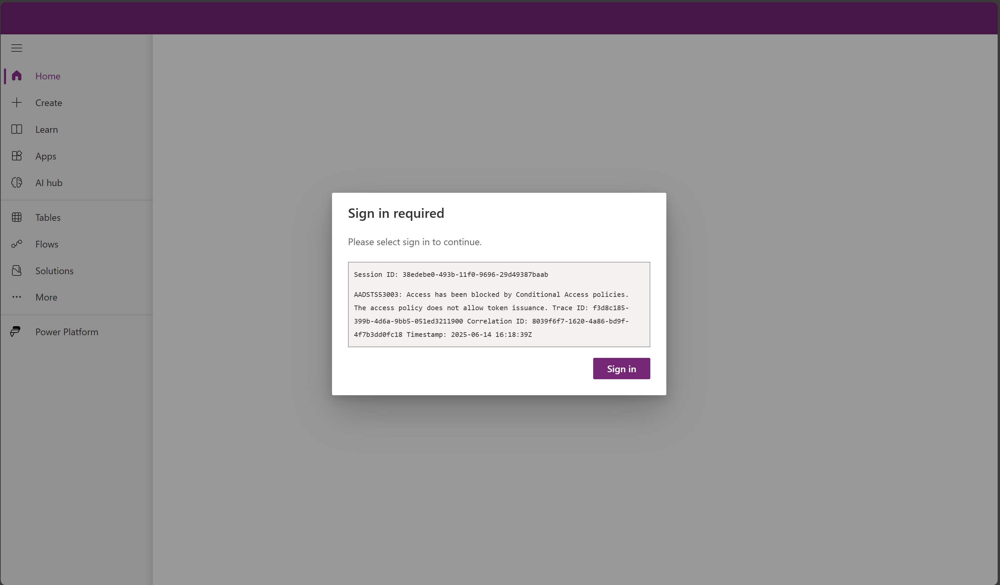 Home
Create
Learn
Apps
AI hub
Tables
Flows
Solutions
More
Power Platform
Sign in required
Please select sign in to continue.
Session ID: 38edebe0-493b-11f0-9696-29d49387baab
AADSTS53003: Access has been blocked by Conditional Access policies.
The access policy does not allow token issuance. Trace ID: f3d8c185-
399b-4d6a-9bb5-051ed3211900 Correlation ID: 8039f6f7-1620-4a86-bd9f-
4f7b3dd0fc18 Timestamp: 2025-06-14 16:18:39Z
Sign in